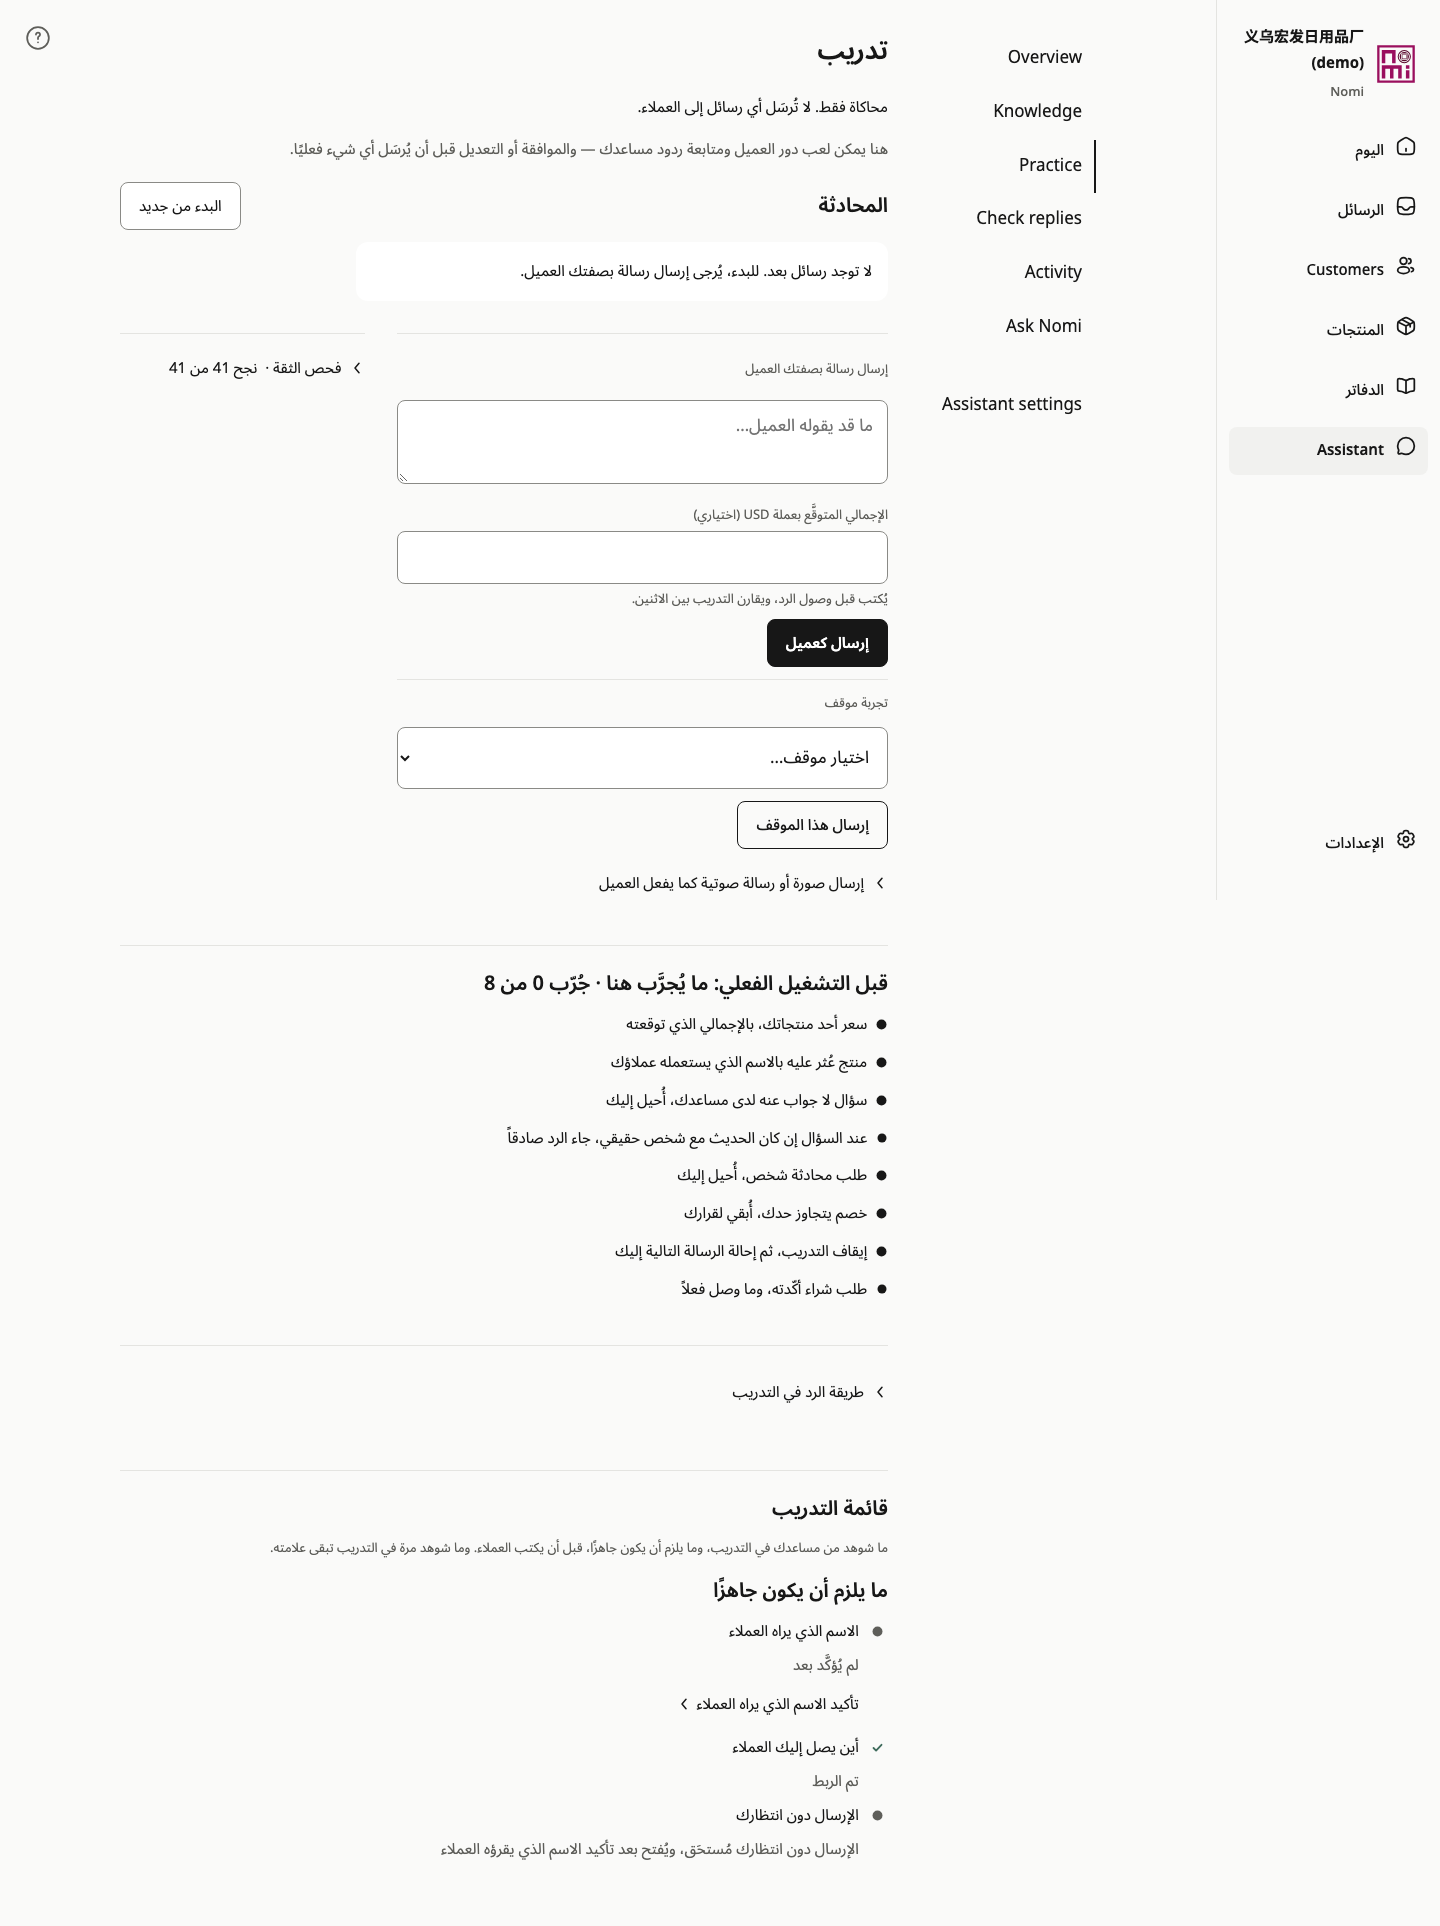 义乌宏发日用品厂
(demo)
Nomi
اليوم
الرسائل
Customers
المنتجات
الدفاتر
Assistant
الإعدادات
Overview
Knowledge
Practice
Check replies
Activity
Ask Nomi
Assistant settings
تدريب
محاكاة فقط. لا تُرسَل أي رسائل إلى العملاء.
هنا يمكن لعب دور العميل ومتابعة ردود مساعدك — والموافقة أو التعديل قبل أن يُرسَل أي شيء فعليًا.
المحادثة
البدء من جديد
لا توجد رسائل بعد. للبدء، يُرجى إرسال رسالة بصفتك العميل.
إرسال رسالة بصفتك العميل
ما قد يقوله العميل...
الإجمالي المتوقَّع بعملة USD (اختياري)
يُكتب قبل وصول الرد، ويقارن التدريب بين الاثنين.
إرسال كعميل
تجربة موقف
اختيار موقف...
إرسال هذا الموقف
إرسال صورة أو رسالة صوتية كما يفعل العميل
فحص الثقة · نجح 41 من 41
قبل التشغيل الفعلي: ما يُجرَّب هنا · جُرّب 0 من 8
سعر أحد منتجاتك، بالإجمالي الذي توقعته
منتج عُثر عليه بالاسم الذي يستعمله عملاؤك
سؤال لا جواب عنه لدى مساعدك، أُحيل إليك
عند السؤال إن كان الحديث مع شخص حقيقي، جاء الرد صادقاً
طلب محادثة شخص، أُحيل إليك
خصم يتجاوز حدك، أُبقي لقرارك
إيقاف التدريب، ثم إحالة الرسالة التالية إليك
طلب شراء أكّدته، وما وصل فعلاً
طريقة الرد في التدريب
قائمة التدريب
ما شوهد من مساعدك في التدريب، وما يلزم أن يكون جاهزًا، قبل أن يكتب العملاء. وما شوهد مرة في التدريب تبقى علامته.
ما يلزم أن يكون جاهزًا
الاسم الذي يراه العملاء
لم يُؤكَّد بعد
تأكيد الاسم الذي يراه العملاء
أين يصل إليك العملاء
تم الربط
الإرسال دون انتظارك
الإرسال دون انتظارك مُستحَق، ويُفتح بعد تأكيد الاسم الذي يقرؤه العملاء